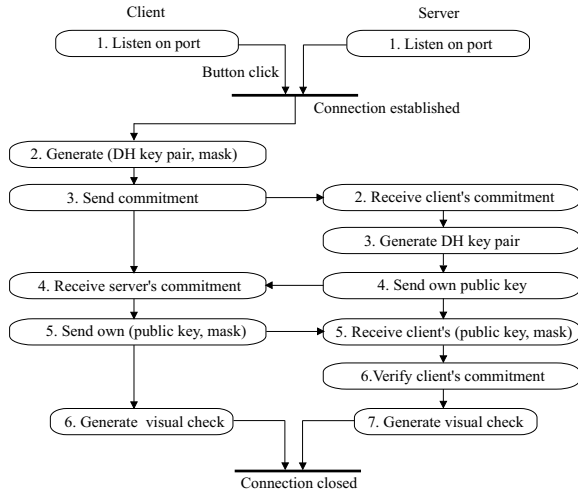 Client Server
1. Listen on port 1. Listen on port
Button click
Connection established
2. Generate (DH key pair, mask)
3. Send commitment 2. Receive client's commitment
3. Generate DH key pair
4. Receive server's commitment 4. Send own public key
5. Send own (public key, mask) 5. Receive client's (public key, mask)
6.Verify client's commitment
6. Generate visual check 7. Generate visual check
Connection closed